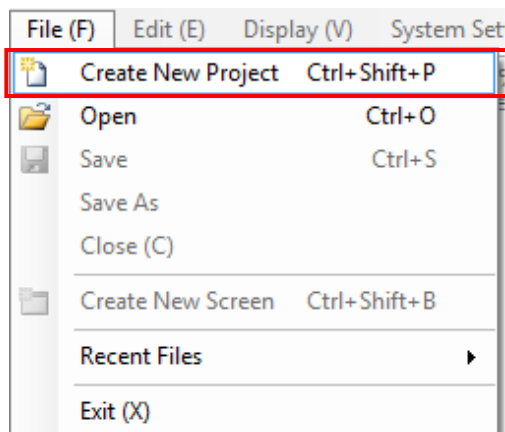 File (F) Edit (E) Display (V) System Set
Create New Project Ctrl+Shift+P
Open Ctrl+O
Save Ctrl+S
Save As
Close (C)
Create New Screen Ctrl+Shift+B
Recent Files
Exit (X)